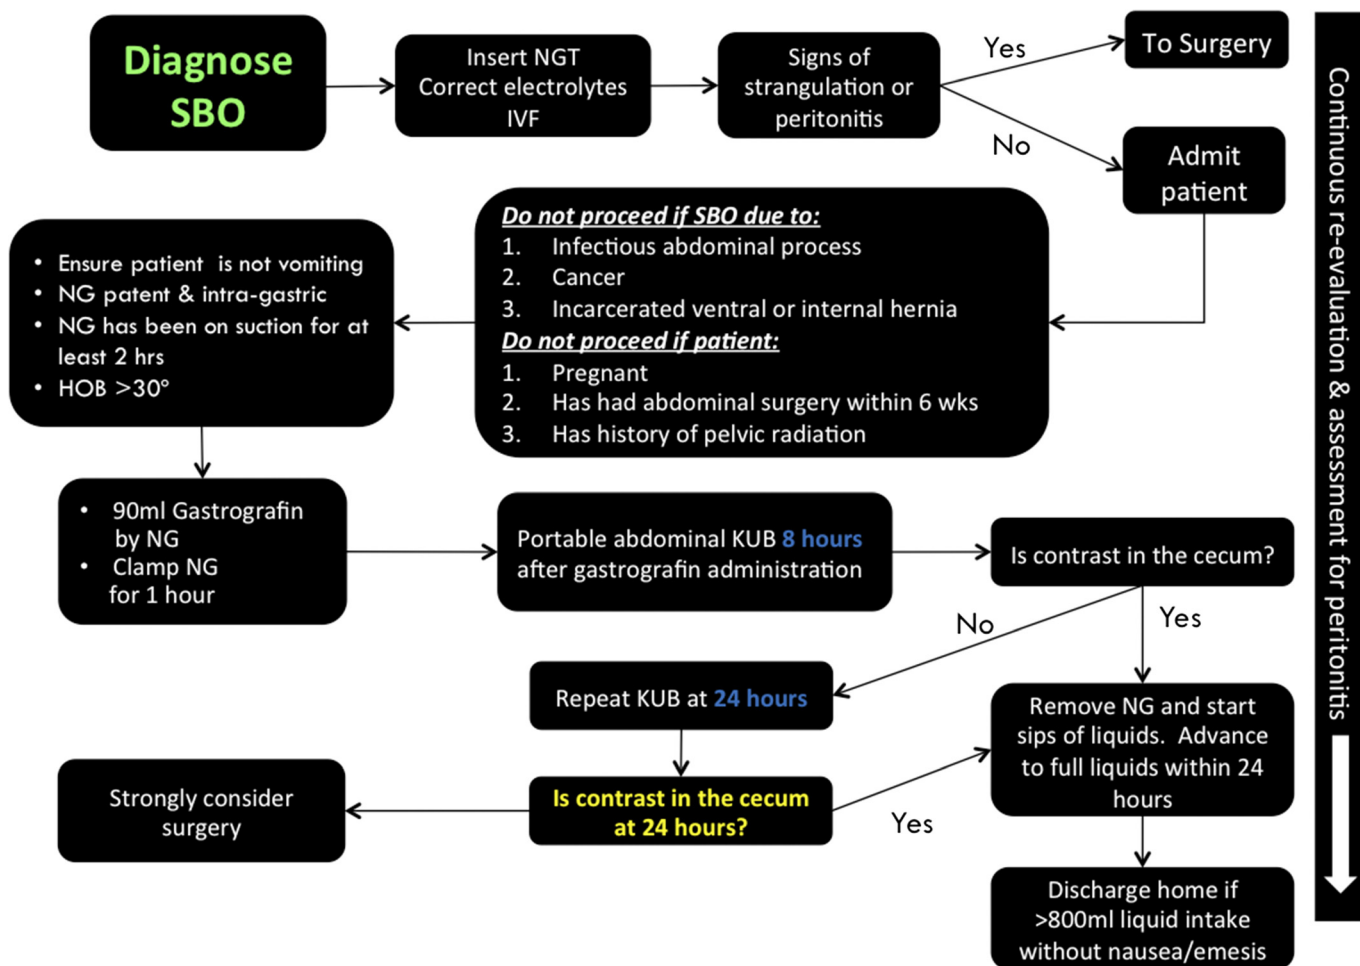 Diagnose
SBO
Insert NGT
Correct electrolytes
IVF
Signs of
strangulation or
peritonitis
Yes
To Surgery
No
Admit
patient
Do not proceed if SBO due to:
1. Infectious abdominal process
2. Cancer
3. Incarcerated ventral or internal hernia
Do not proceed if patient:
1. Pregnant
2. Has had abdominal surgery within 6 wks
3. Has history of pelvic radiation
• Ensure patient is not vomiting
• NG patent & intra-gastric
• NG has been on suction for at
least 2 hrs
• HOB >30°
• 90ml Gastrografin
by NG
• Clamp NG
for 1 hour
Portable abdominal KUB 8 hours
after gastrografin administration
Is contrast in the cecum?
No
Yes
Repeat KUB at 24 hours
Is contrast in the cecum
at 24 hours?
Strongly consider
surgery
Yes
Remove NG and start
sips of liquids. Advance
to full liquids within 24
hours
Discharge home if
>800ml liquid intake
without nausea/emesis
Continuous re-evaluation & assessment for peritonitis